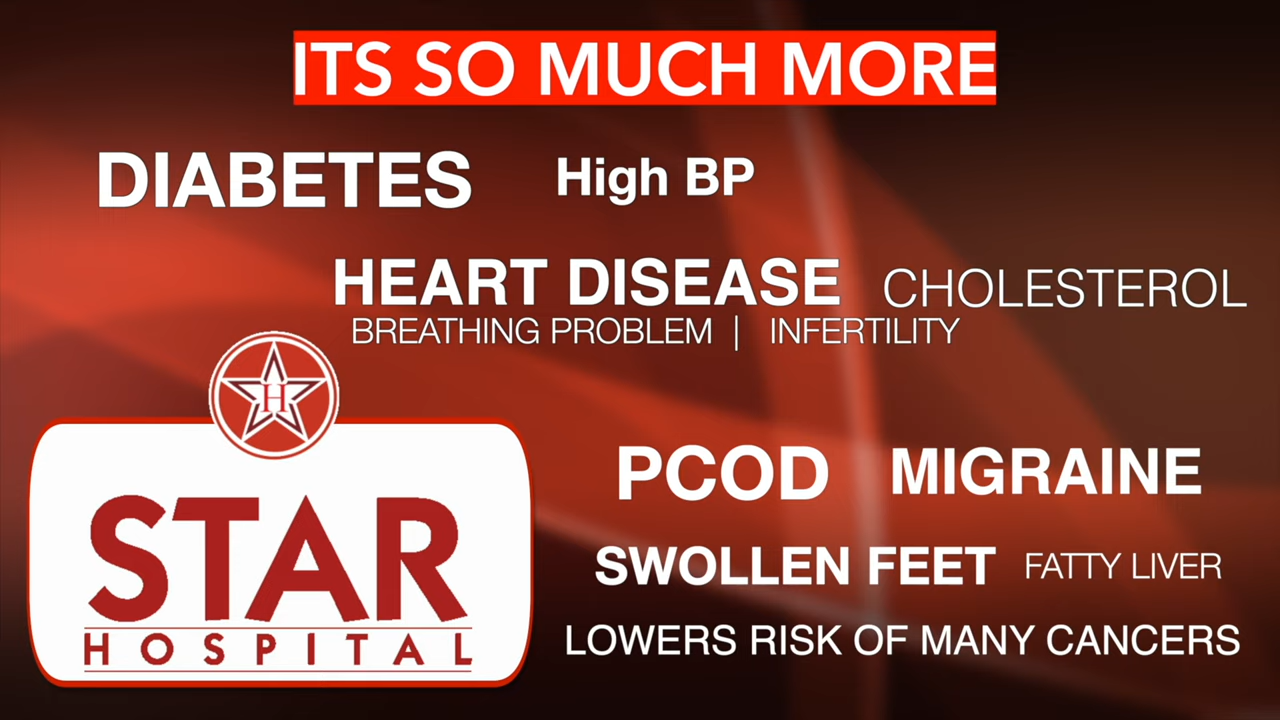 ITS SO MUCH MORE
DIABETES High BP
HEART DISEASE CHOLESTEROL
BREATHING PROBLEM | INFERTILITY
H
PCOD MIGRAINE
STAR
HOSPITAL
SWOLLEN FEET FATTY LIVER
LOWERS RISK OF MANY CANCERS